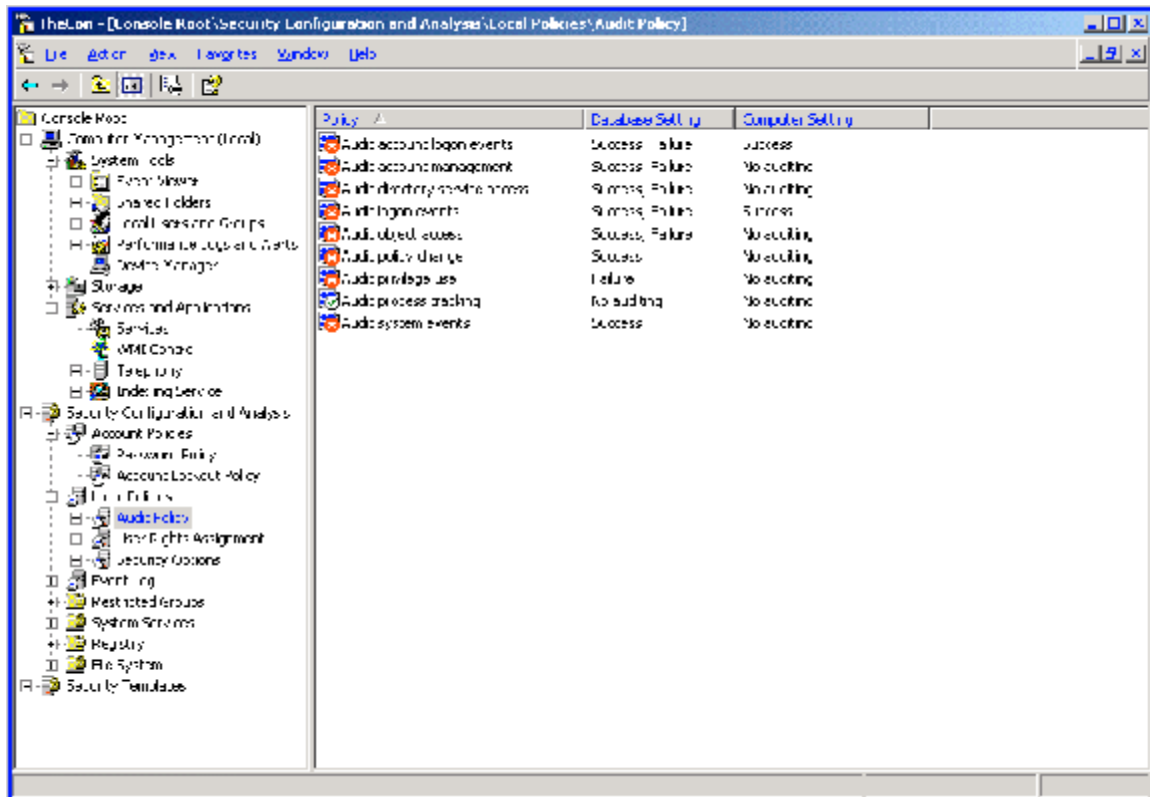 TheCon - [Console Root\Security Configuration and Analysis\Local Policies\Audit Policy]
File Action View Favorites Window Help
Console Root
Computer Management (Local)
System Tools
Event Viewer
Shared Folders
Local Users and Groups
Performance Logs and Alerts
Device Manager
Storage
Services and Applications
Services
WMI Control
Telephony
Indexing Service
Security Configuration and Analysis
Account Policies
Password Policy
Account Lockout Policy
Local Policies
Audit Policy
User Rights Assignment
Security Options
Event Log
Restricted Groups
System Services
Registry
File System
Security Templates
Policy Database Setting Computer Setting
Audit account logon events Success, Failure Success
Audit account management Success, Failure No auditing
Audit directory service access Success, Failure No auditing
Audit logon events Success, Failure Success
Audit object access Success, Failure No auditing
Audit policy change Success No auditing
Audit privilege use Failure No auditing
Audit process tracking No auditing No auditing
Audit system events Success No auditing